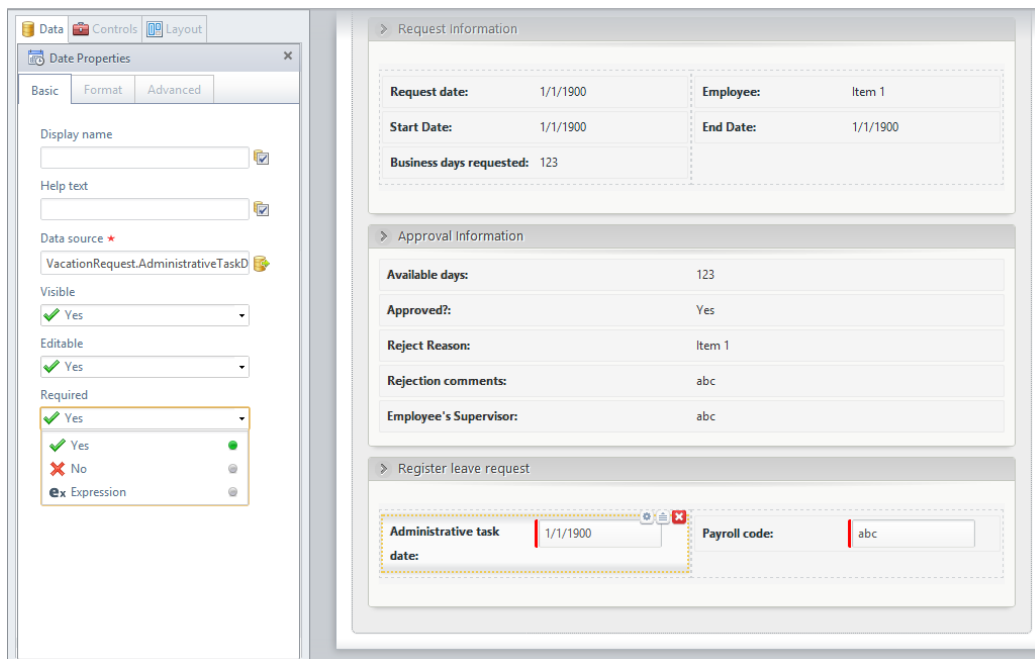 Data Controls Layout
Date Properties
Basic Format Advanced
Display name
Help text
Data source *
VacationRequest.AdministrativeTaskD
Visible
Yes
Editable
Yes
Required
Yes
Yes
No
ex Expression
Request Information
Request date: 1/1/1900 Employee: Item 1
Start Date: 1/1/1900 End Date: 1/1/1900
Business days requested: 123
Approval Information
Available days: 123
Approved?: Yes
Reject Reason: Item 1
Rejection comments: abc
Employee's Supervisor: abc
Register leave request
Administrative task 1/1/1900 Payroll code: abc
date: